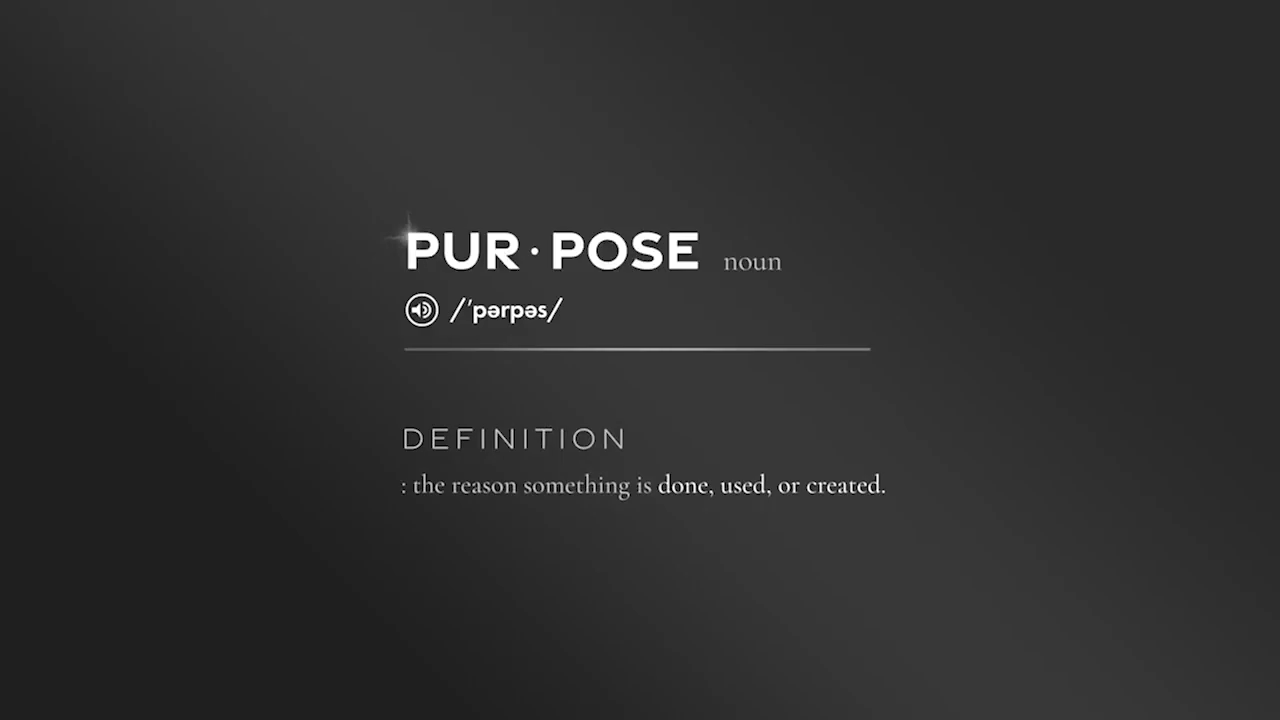 PUR·POSE noun
/ˈpərpəs/
DEFINITION
: the reason something is done, used, or created.